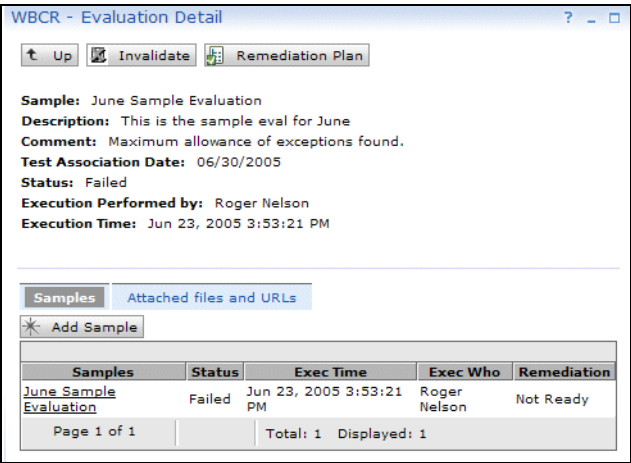 WBCR - Evaluation Detail
?
Up Invalidate Remediation Plan
Sample: June Sample Evaluation
Description: This is the sample eval for June
Comment: Maximum allowance of exceptions found.
Test Association Date: 06/30/2005
Status: Failed
Execution Performed by: Roger Nelson
Execution Time: Jun 23, 2005 3:53:21 PM
Samples Attached files and URLs
Add Sample
Samples Status Exec Time Exec Who Remediation
June Sample Evaluation Failed Jun 23, 2005 3:53:21 PM Roger Nelson Not Ready
Page 1 of 1 Total: 1 Displayed: 1